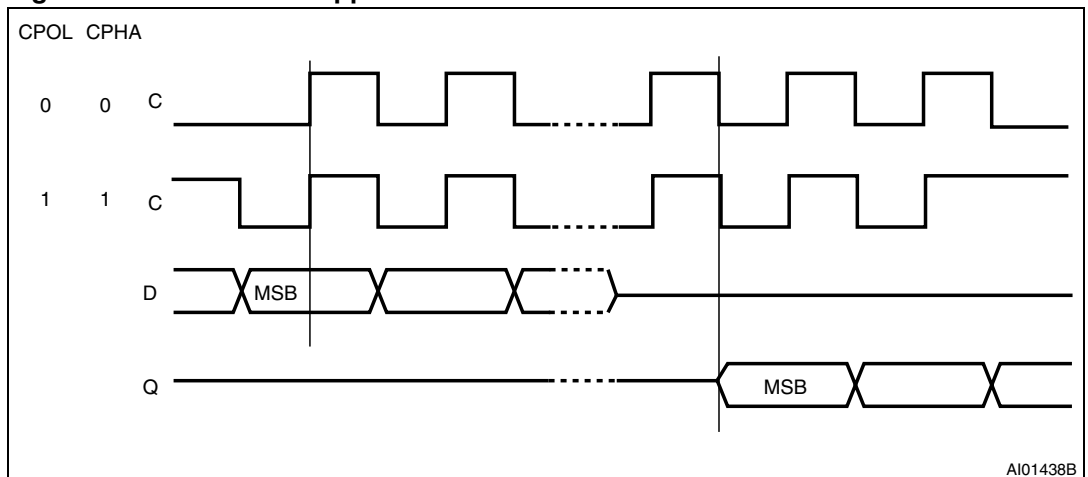 CPOL CPHA
0 0 C
1 1 C
D MSB
Q MSB
AI01438B